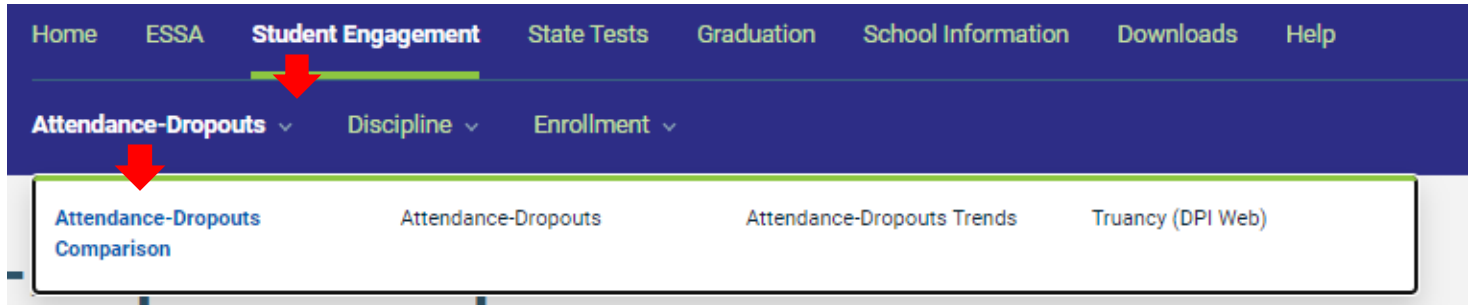 Home ESSA Student Engagement State Tests Graduation School Information Downloads Help
Attendance-Dropouts Discipline Enrollment
Attendance-Dropouts Comparison Attendance-Dropouts Attendance-Dropouts Trends Truancy (DPI Web)